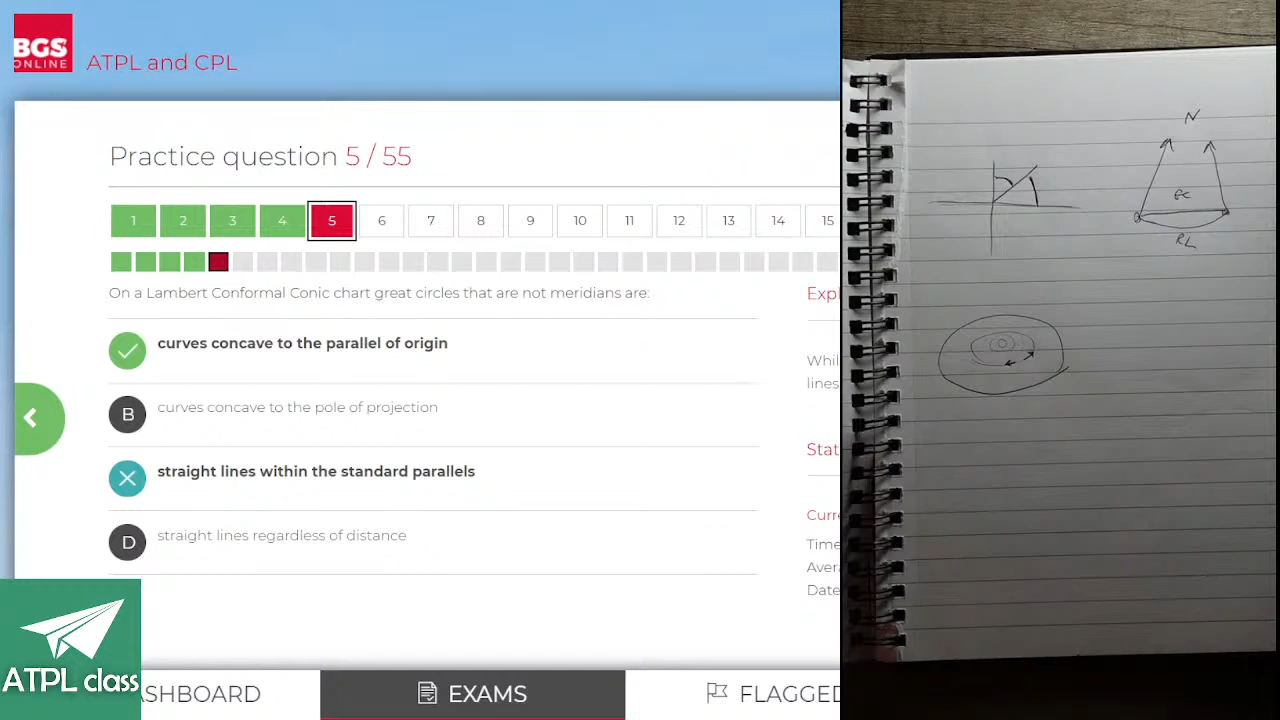 BGS
ONLINE
ATPL and CPL
Practice question 5 / 55
1 2 3 4 5 6 7 8 9 10 11 12 13 14 15
On a Lambert Conformal Conic chart great circles that are not meridians are:
curves concave to the parallel of origin
B curves concave to the pole of projection
straight lines within the standard parallels
D straight lines regardless of distance
Expl
Whil
lines
Stat
Curre
Time
Avera
Date
ATPL class
SHBOARD
EXAMS
FLAGGED
N
GC
RL